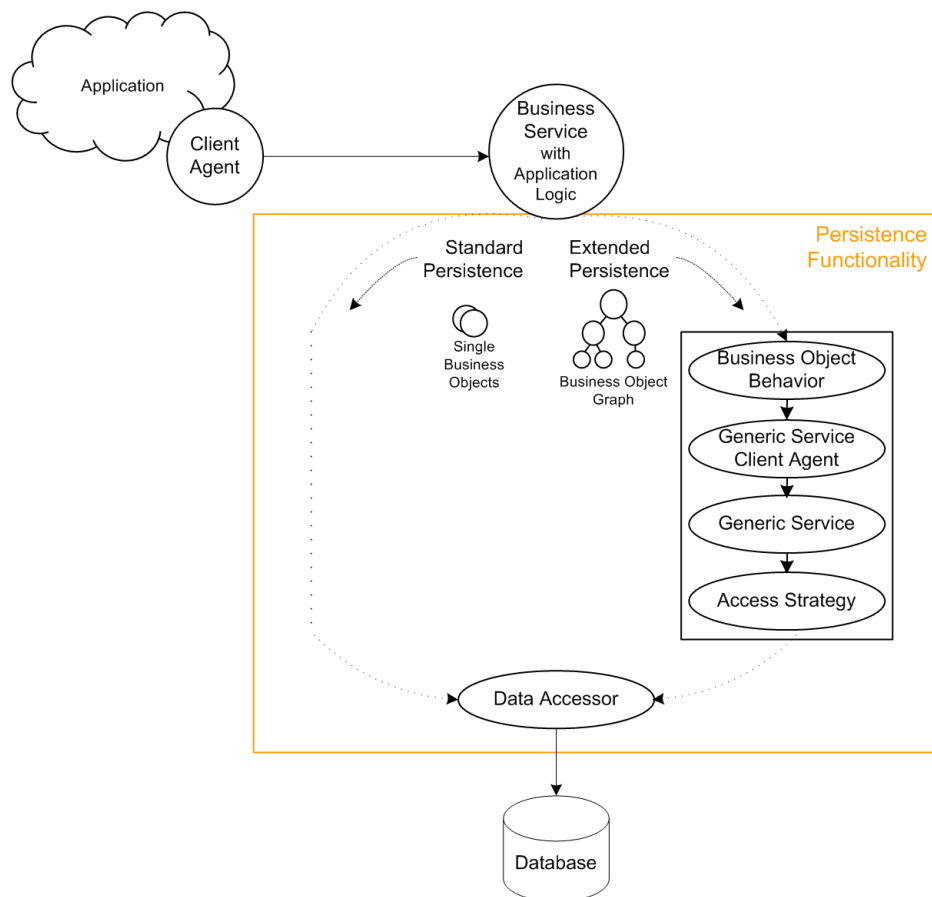 Application
Client
Agent
Business
Service
with
Application
Logic
Persistence
Functionality
Standard
Persistence
Extended
Persistence
Single
Business
Objects
Business Object
Graph
Business Object
Behavior
Generic Service
Client Agent
Generic Service
Access Strategy
Data Accessor
Database